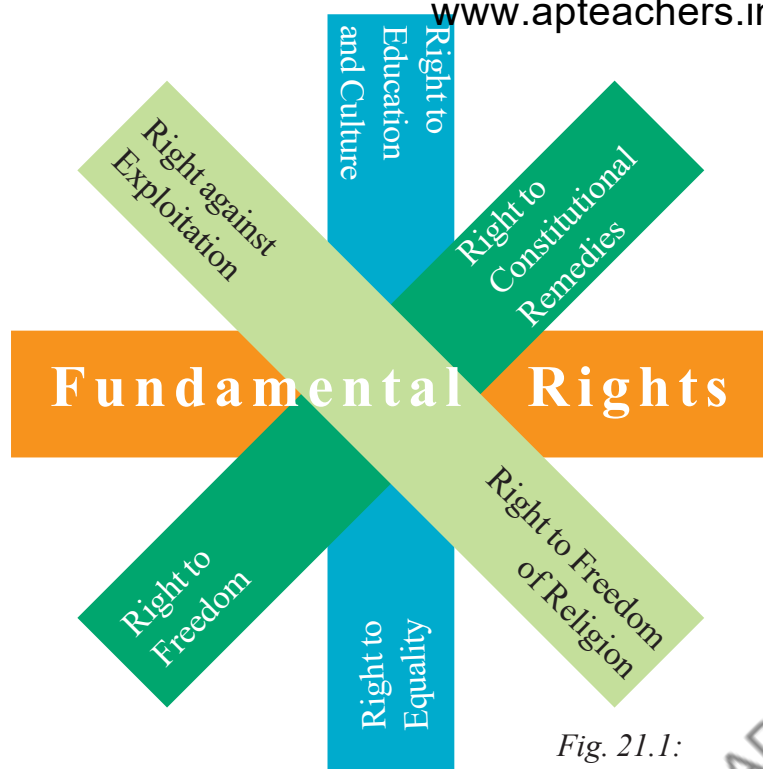 www.apteachers.in
Right to
Education
and Culture
Right against
Exploitation
Right to
Constitutional
Remedies
Fundamental Rights
Right to
Freedom
Right to
Equality
Right to Freedom
of Religion
Fig. 21.1: